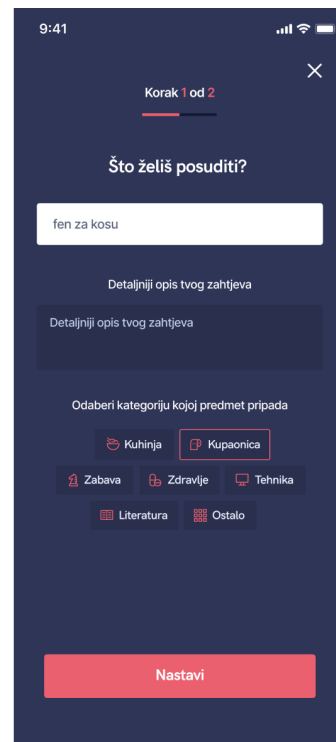 9:41
Korak 1 od 2
Što želiš posuditi?
fen za kosu
Detaljniji opis tvog zahtjeva
Detaljniji opis tvog zahtjeva
Odaberi kategoriju kojoj predmet pripada
Kuhinja Kupaonica
Zabava Zdravlje Tehnika
Literatura Ostalo
Nastavi